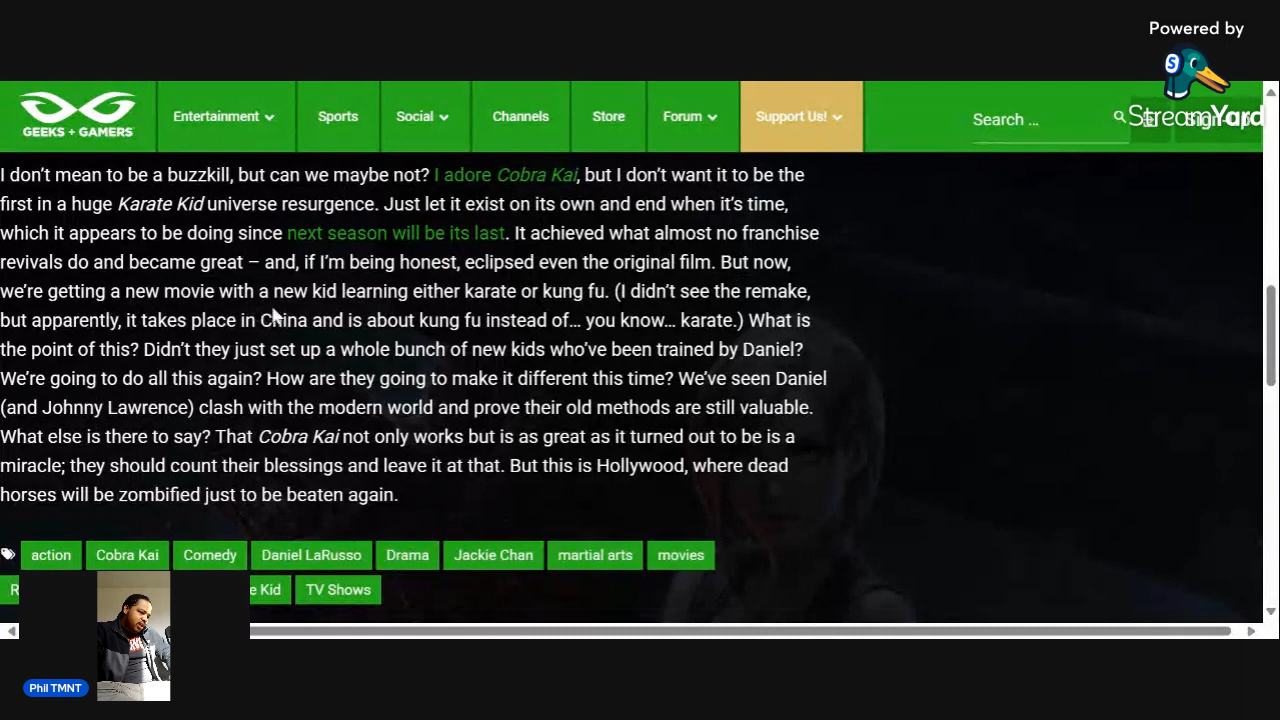 Powered by
StreamYard
GEEKS + GAMERS
Entertainment
Sports
Social
Channels
Store
Forum
Support Us!
Search ...
I don't mean to be a buzzkill, but can we maybe not? I adore Cobra Kai, but I don't want it to be the
first in a huge Karate Kid universe resurgence. Just let it exist on its own and end when it's time,
which it appears to be doing since next season will be its last. It achieved what almost no franchise
revivals do and became great – and, if I'm being honest, eclipsed even the original film. But now,
we're getting a new movie with a new kid learning either karate or kung fu. (I didn't see the remake,
but apparently, it takes place in China and is about kung fu instead of… you know… karate.) What is
the point of this? Didn't they just set up a whole bunch of new kids who've been trained by Daniel?
We're going to do all this again? How are they going to make it different this time? We've seen Daniel
(and Johnny Lawrence) clash with the modern world and prove their old methods are still valuable.
What else is there to say? That Cobra Kai not only works but is as great as it turned out to be is a
miracle; they should count their blessings and leave it at that. But this is Hollywood, where dead
horses will be zombified just to be beaten again.
action
Cobra Kai
Comedy
Daniel LaRusso
Drama
Jackie Chan
martial arts
movies
R
e Kid
TV Shows
Phil TMNT